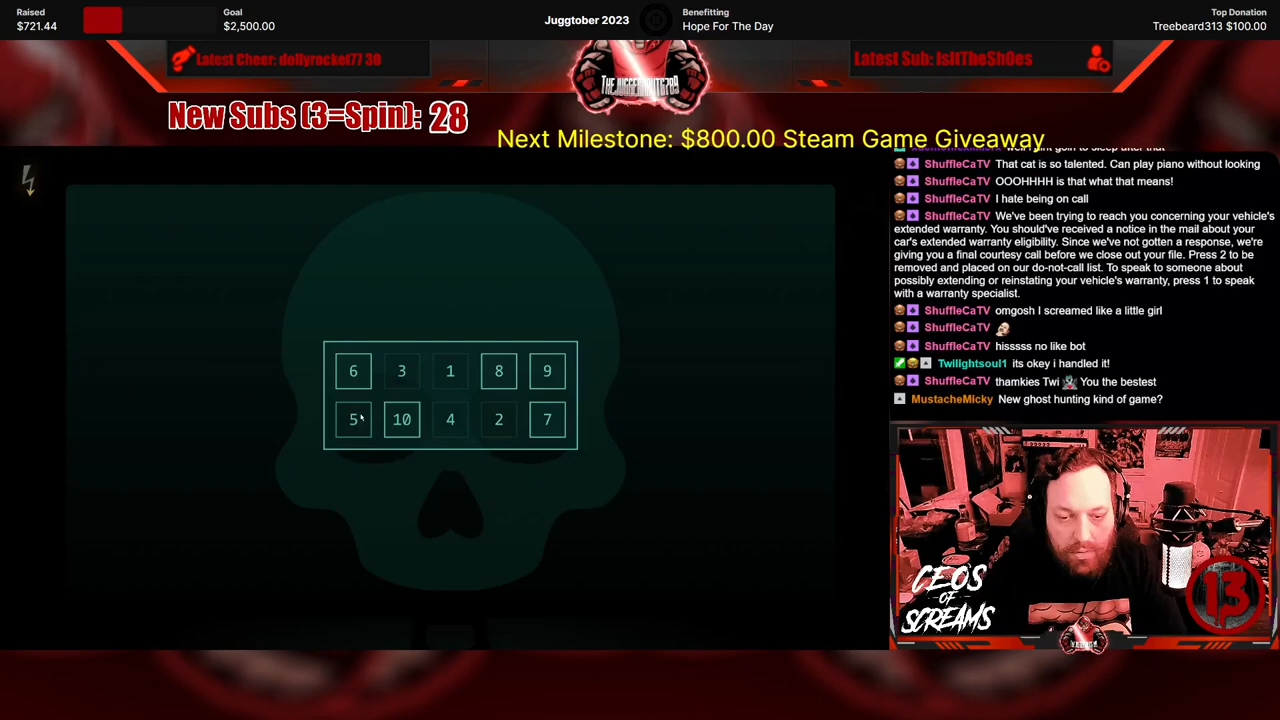 Raised
$721.44
Goal
$2,500.00
Juggtober 2023
Benefitting
Hope For The Day
Top Donation
Treebeard313 $100.00
Latest Cheer: dollyrocket77 30
THEJUGGERNAUT6789
Latest Sub: IsItTheSh0es
New Subs (3=Spin): 28
Next Milestone: $800.00 Steam Game Giveaway
ShuffleCaTV That cat is so talented. Can play piano without looking
ShuffleCaTV OOOHHHH is that what that means!
ShuffleCaTV I hate being on call
ShuffleCaTV We've been trying to reach you concerning your vehicle's
extended warranty. You should've received a notice in the mail about your
car's extended warranty eligibility. Since we've not gotten a response, we're
giving you a final courtesy call before we close out your file. Press 2 to be
removed and placed on our do-not-call list. To speak to someone about
possibly extending or reinstating your vehicle's warranty, press 1 to speak
with a warranty specialist.
ShuffleCaTV omgosh I screamed like a little girl
ShuffleCaTV
ShuffleCaTV hisssss no like bot
Twilightsoul1 its okey i handled it!
ShuffleCaTV thamkies Twi You the bestest
MustacheMicky New ghost hunting kind of game?
6 3 1 8 9
5 10 4 2 7
CEOS
OF
SCREAMS
13